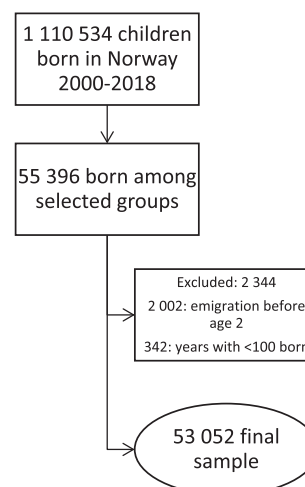 1 110 534 children
born in Norway
2000-2018
55 396 born among
selected groups
Excluded: 2 344
2 002: emigration before
age 2
342: years with <100 born
53 052 final
sample